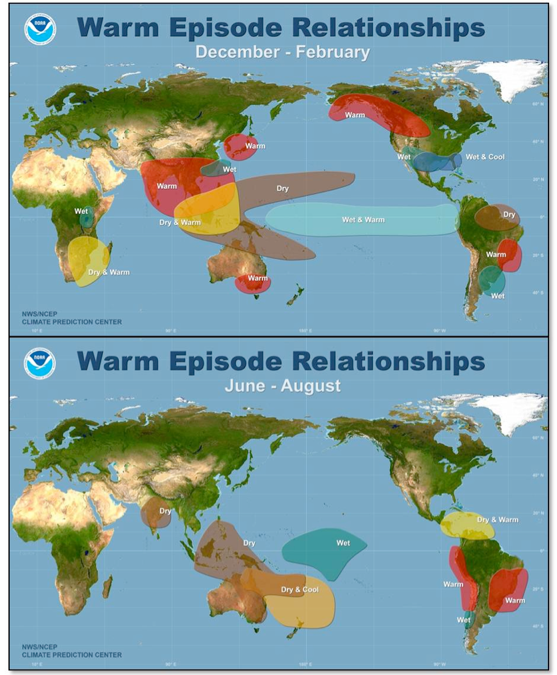 NOAA
Warm Episode Relationships
December - February
Warm
Warm
Wet
Wet & Cool
Wet
Warm
Dry
Wet
Dry & Warm
Wet & Warm
Dry
Dry & Warm
Warm
Warm
Wet
NWS/NCEP
CLIMATE PREDICTION CENTER
NOAA
Warm Episode Relationships
June - August
Dry
Dry & Warm
Dry
Wet
Warm
Dry & Cool
Warm
Wet
NWS/NCEP
CLIMATE PREDICTION CENTER